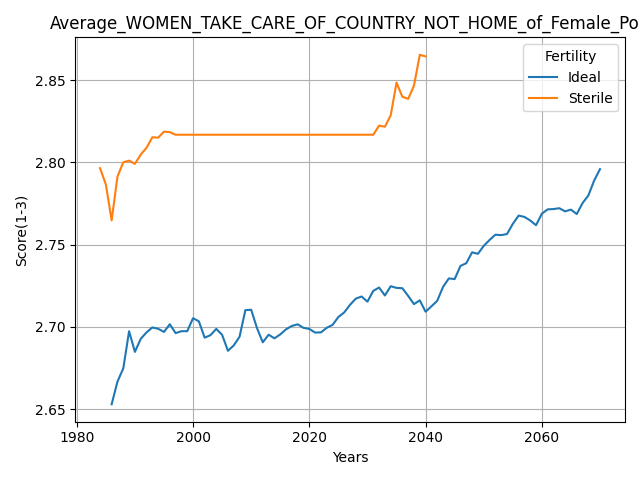 Average_WOMEN_TAKE_CARE_OF_COUNTRY_NOT_HOME_of_Female_Po
Fertility
Ideal
Sterile
2.85
2.80
2.75
2.70
2.65
Score(1-3)
1980
2000
2020
2040
2060
Years